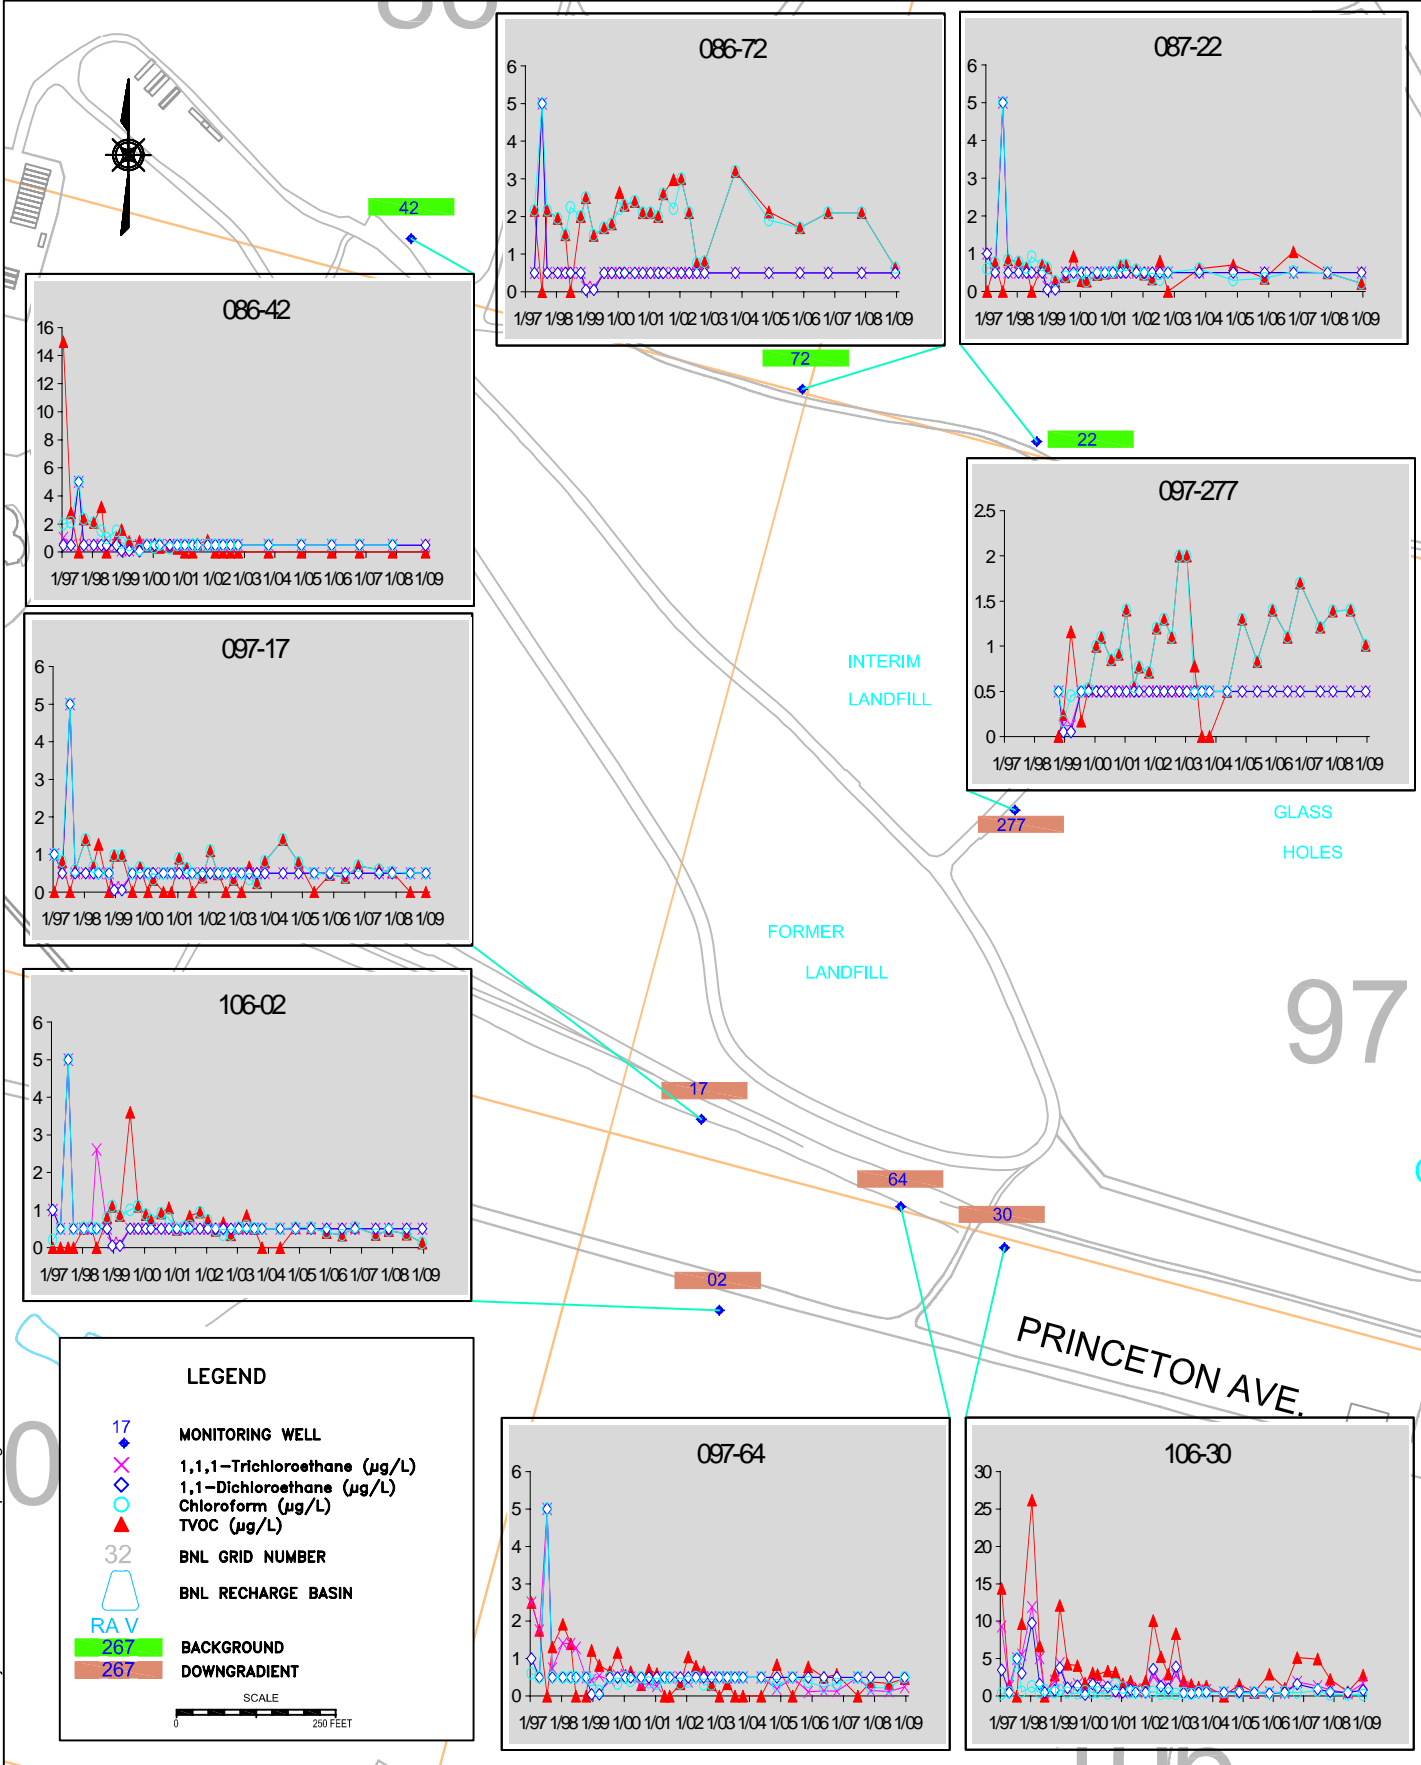 086-72
6
5
4
3
2
1
0
1/97 1/98 1/99 1/00 1/01 1/02 1/03 1/04 1/05 1/06 1/07 1/08 1/09
087-22
6
5
4
3
2
1
0
1/97 1/98 1/99 1/00 1/01 1/02 1/03 1/04 1/05 1/06 1/07 1/08 1/09
42
086-42
16
14
12
10
8
6
4
2
0
1/97 1/98 1/99 1/00 1/01 1/02 1/03 1/04 1/05 1/06 1/07 1/08 1/09
72
22
097-277
2.5
2
1.5
1
0.5
0
1/97 1/98 1/99 1/00 1/01 1/02 1/03 1/04 1/05 1/06 1/07 1/08 1/09
097-17
6
5
4
3
2
1
0
1/97 1/98 1/99 1/00 1/01 1/02 1/03 1/04 1/05 1/06 1/07 1/08 1/09
INTERIM
LANDFILL
277
GLASS
HOLES
FORMER
LANDFILL
97
106-02
6
5
4
3
2
1
0
1/97 1/98 1/99 1/00 1/01 1/02 1/03 1/04 1/05 1/06 1/07 1/08 1/09
17
64
30
02
PRINCETON AVE.
LEGEND
17
MONITORING WELL
1,1,1-Trichloroethane (µg/L)
1,1-Dichloroethane (µg/L)
Chloroform (µg/L)
TVOC (µg/L)
32 BNL GRID NUMBER
BNL RECHARGE BASIN
RA V
267 BACKGROUND
267 DOWNGRADIENT
SCALE
0 250 FEET
097-64
6
5
4
3
2
1
0
1/97 1/98 1/99 1/00 1/01 1/02 1/03 1/04 1/05 1/06 1/07 1/08 1/09
106-30
30
25
20
15
10
5
0
1/97 1/98 1/99 1/00 1/01 1/02 1/03 1/04 1/05 1/06 1/07 1/08 1/09